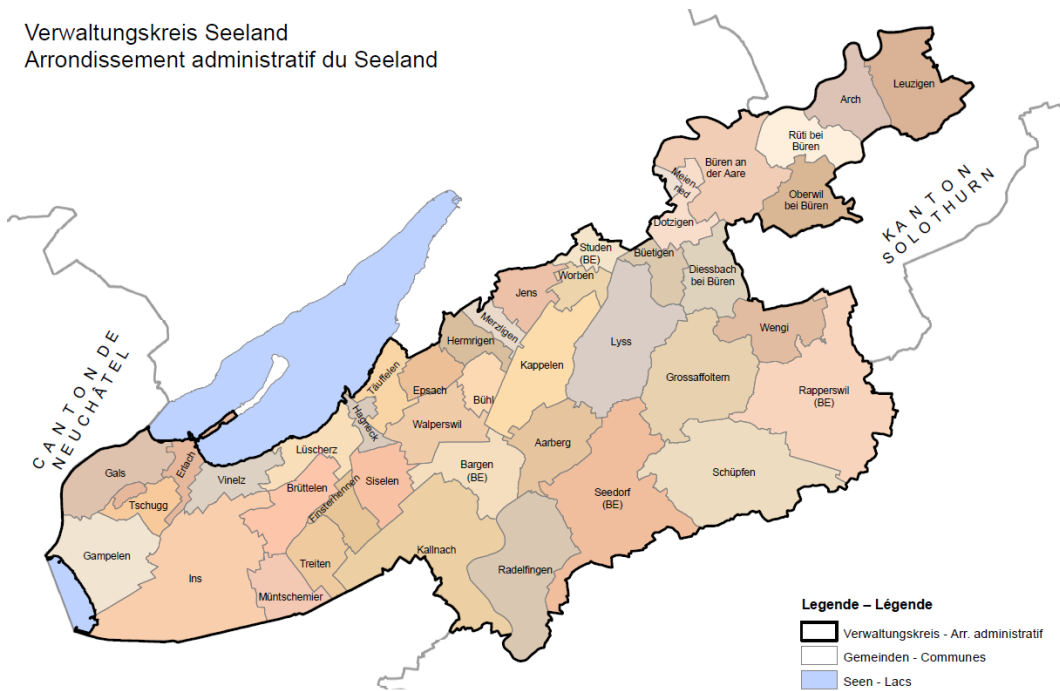 Verwaltungskreis Seeland
Arrondissement administratif du Seeland
Leuzigen
Arch
Rüti bei
Büren
Büren an
der Aare
Meien-
ried
Oberwil
bei Büren
KANTON
SOLOTHURN
Dotzigen
Studen
(BE)
Büetigen
Diessbach
bei Büren
Worben
Jens
Merzligen
Hermrigen
Lyss
Wengi
Kappelen
Täuffelen
Epsach
Bühl
Grossaffoltern
Rapperswil
(BE)
CANTON DE
NEUCHÂTEL
Hagneck
Walperswil
Aarberg
Erlach
Lüscherz
Gals
Vinelz
Brüttelen
Siselen
Bargen
(BE)
Schüpfen
Tschugg
Finsterhennen
Seedorf
(BE)
Gampelen
Kallnach
Treiten
Radelfingen
Ins
Müntschemier
Legende – Légende
Verwaltungskreis - Arr. administratif
Gemeinden - Communes
Seen - Lacs